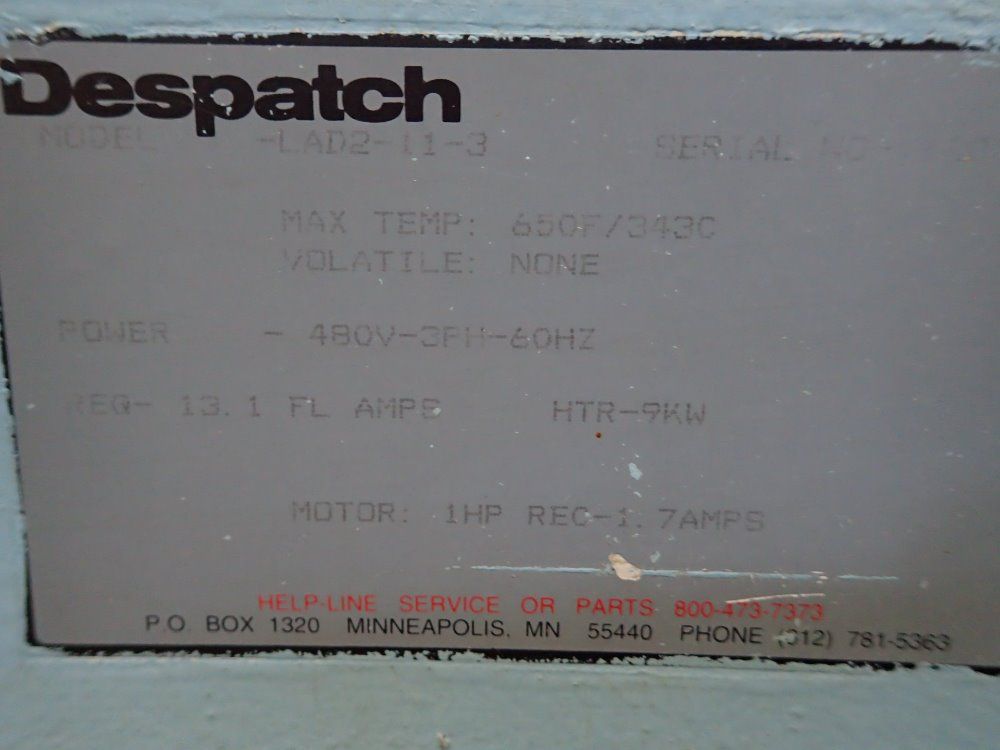 Despatch
MODEL -LAD2-11-3 SERIAL NO-
MAX TEMP: 650F/343C
VOLATILE: NONE
POWER - 480V-3PH-60HZ
REQ- 13.1 FL AMPS HTR-9KW
MOTOR: 1HP REC-1.7AMPS
HELP-LINE SERVICE OR PARTS 800-473-7373
P.O. BOX 1320 MINNEAPOLIS, MN 55440 PHONE (612) 781-5363